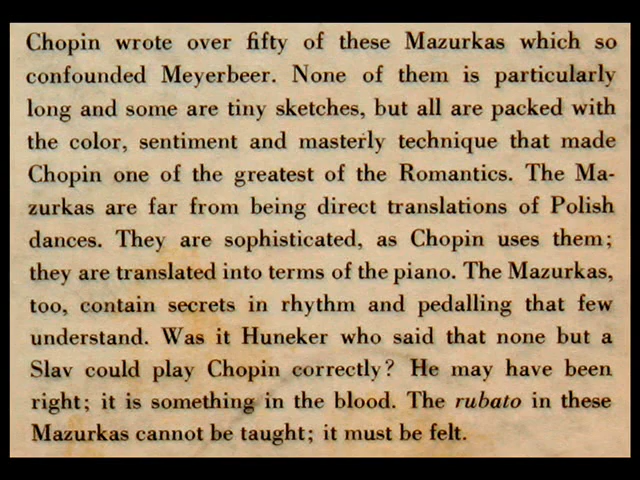 Chopin wrote over fifty of these Mazurkas which so
confounded Meyerbeer. None of them is particularly
long and some are tiny sketches, but all are packed with
the color, sentiment and masterly technique that made
Chopin one of the greatest of the Romantics. The Ma-
zurkas are far from being direct translations of Polish
dances. They are sophisticated, as Chopin uses them;
they are translated into terms of the piano. The Mazurkas,
too, contain secrets in rhythm and pedalling that few
understand. Was it Huneker who said that none but a
Slav could play Chopin correctly? He may have been
right; it is something in the blood. The rubato in these
Mazurkas cannot be taught; it must be felt.